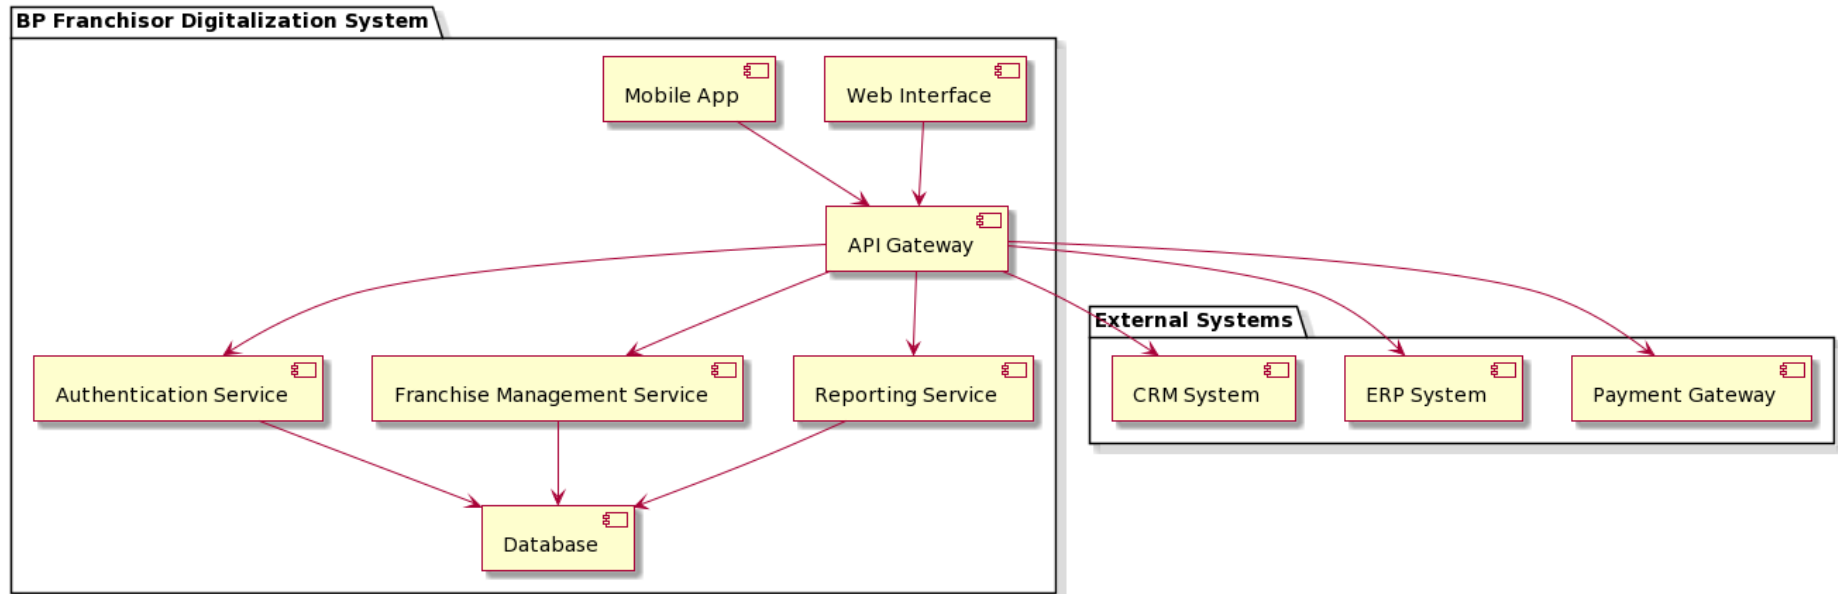 BP Franchisor Digitalization System
Mobile App
Web Interface
API Gateway
External Systems
Authentication Service
Franchise Management Service
Reporting Service
CRM System
ERP System
Payment Gateway
Database